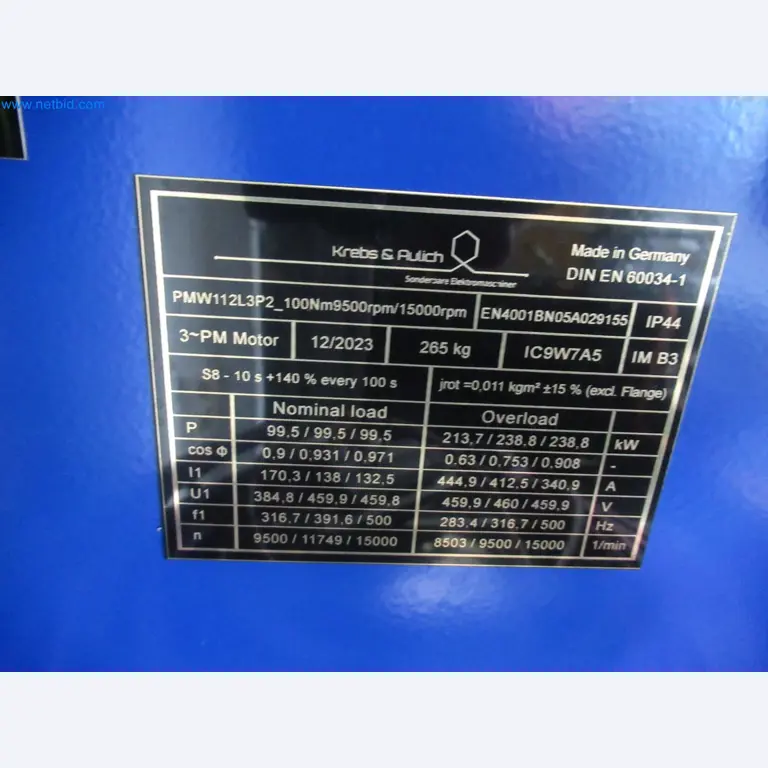 www.netbid.com
Krebs & Aulich
Sondərbare Elektromaschinen
Made in Germany
DIN EN 60034-1
PMW112L3P2_100Nm9500rpm/15000rpm EN4001BN05A029155 IP44
3~PM Motor 12/2023 265 kg IC9W7A5 IM B3
S8 - 10 s +140 % every 100 s jrot =0,011 kgm² ±15 % (excl. Flange)
Nominal load Overload
P 99,5 / 99,5 / 99,5 213,7 / 238,8 / 238,8 kW
cos Φ 0,9 / 0,931 / 0,971 0.63 / 0,753 / 0,908 -
I1 170,3 / 138 / 132,5 444,9 / 412,5 / 340,9 A
U1 384,8 / 459,9 / 459,8 459,9 / 460 / 459,9 V
f1 316,7 / 391,6 / 500 283,4 / 316,7 / 500 Hz
n 9500 / 11749 / 15000 8503 / 9500 / 15000 1/min